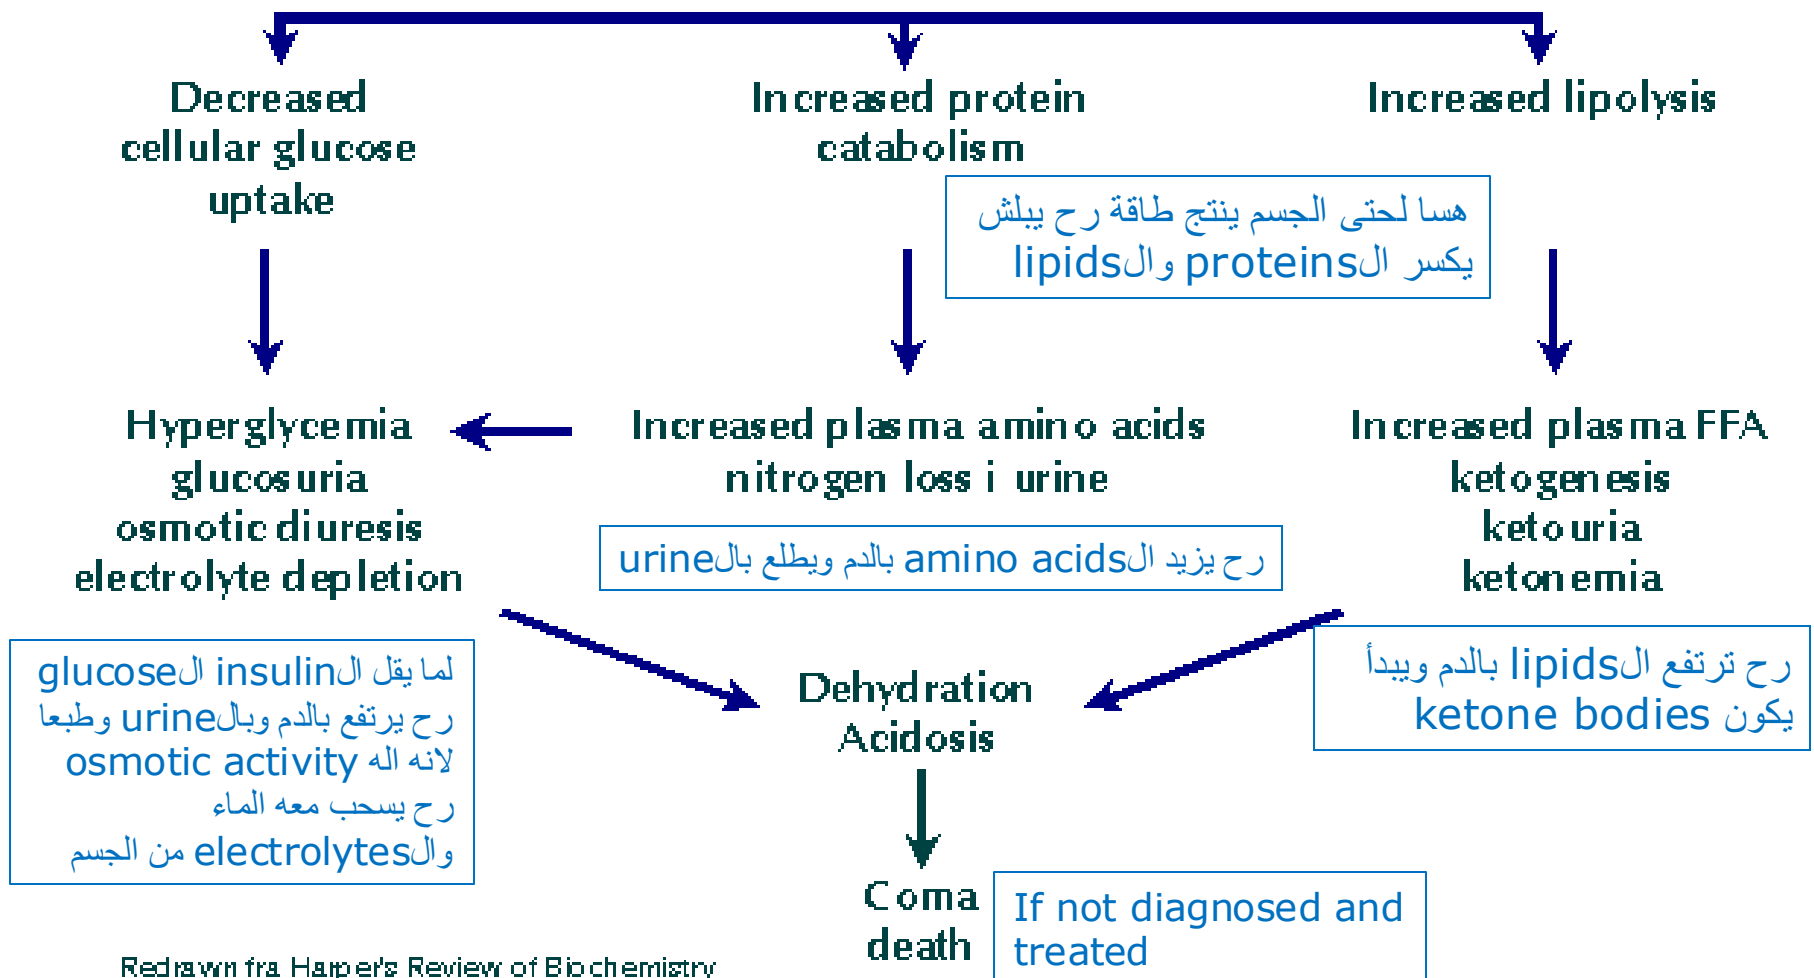 Decreased
cellular glucose
uptake
Increased protein
catabolism
Increased lipolysis
هسا لحتى الجسم ينتج طاقة رح يبلش
يكسر الproteins والlipids
Hyperglycemia
glucosuria
osmotic diuresis
electrolyte depletion
Increased plasma amino acids
nitrogen loss i urine
Increased plasma FFA
ketogenesis
ketouria
ketonemia
رح يزيد الamino acids بالدم ويطلع بالurine
لما يقل الinsulin الglucose
رح يرتفع بالدم وبالurine وطبعا
لانه اله osmotic activity
رح يسحب معه الماء
والelectrolytes من الجسم
Dehydration
Acidosis
رح ترتفع الlipids بالدم ويبدأ
يكون ketone bodies
Coma
death
If not diagnosed and
treated
Redrawn fra Harper's Review of Biochemistry